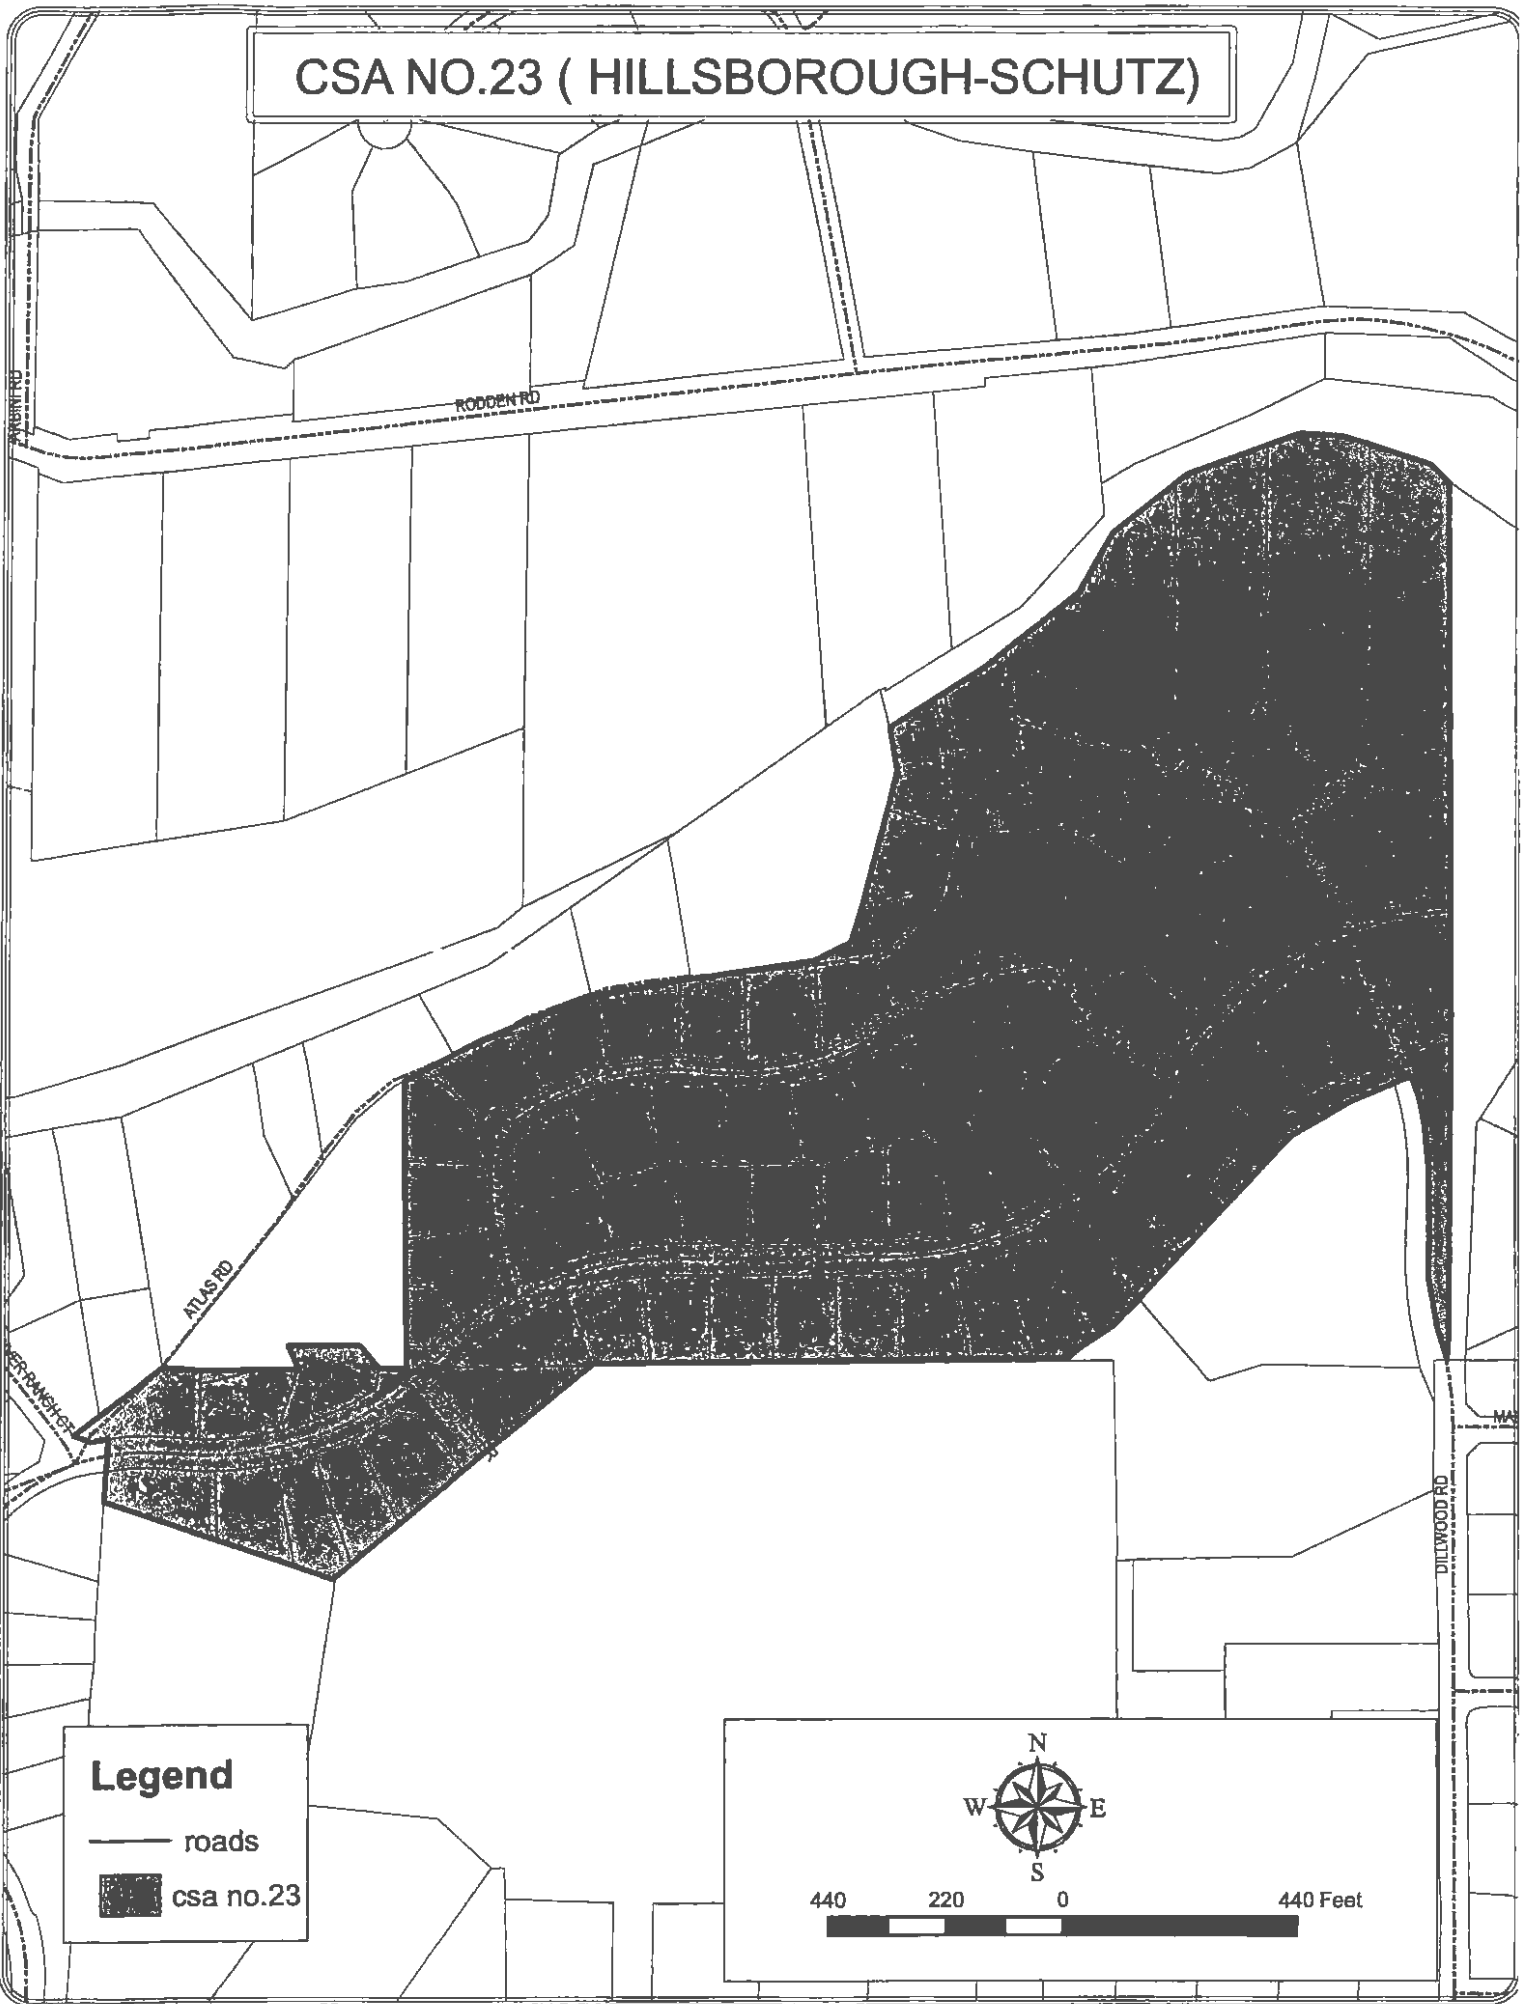 CSA NO.23 ( HILLSBOROUGH-SCHUTZ)
RODDEN RD
ATLAS RD
DILLWOOD RD
Legend
roads
csa no.23
N
W E
S
440 220 0 440 Feet